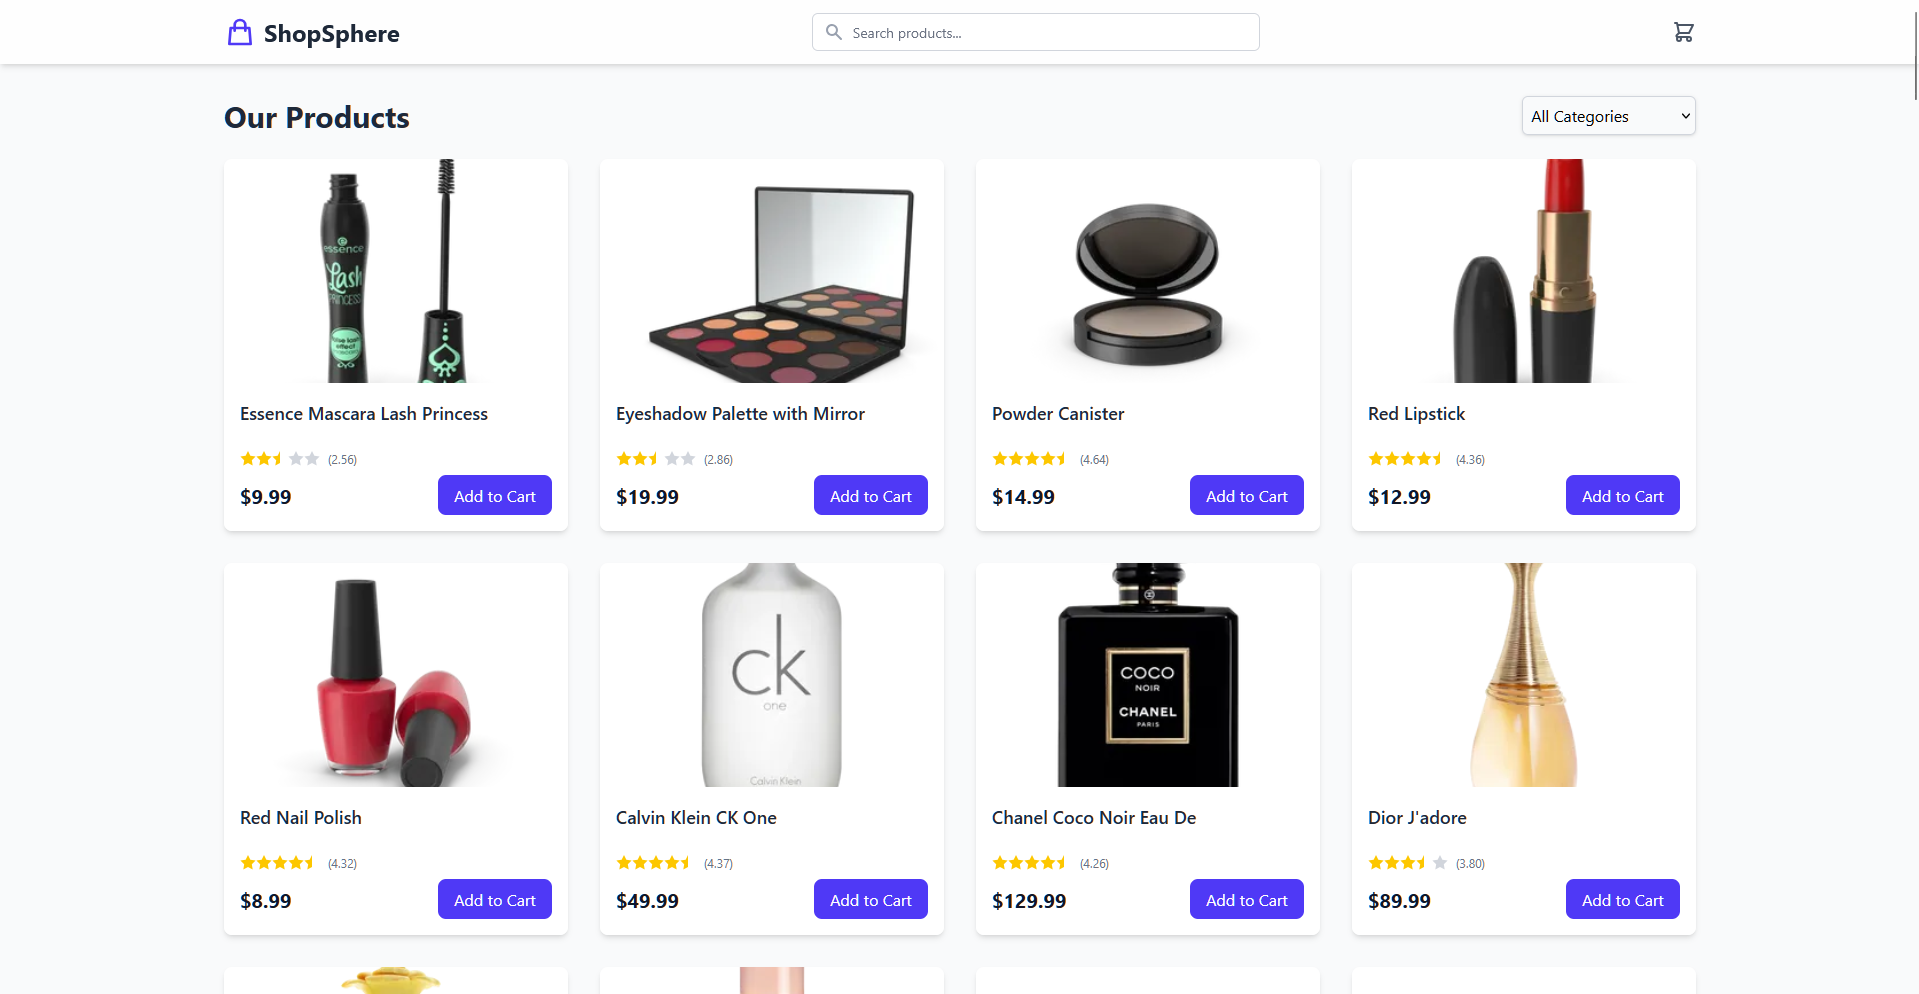 ShopSphere
Search products...
Our Products
All Categories
essence
Lash
PRINCESS
false lash
effect
Essence Mascara Lash Princess
(2.56)
$9.99
Add to Cart
Eyeshadow Palette with Mirror
(2.86)
$19.99
Add to Cart
Powder Canister
(4.64)
$14.99
Add to Cart
Red Lipstick
(4.36)
$12.99
Add to Cart
Red Nail Polish
(4.32)
$8.99
Add to Cart
ck
one
Calvin Klein
Calvin Klein CK One
(4.37)
$49.99
Add to Cart
COCO
NOIR
CHANEL
PARIS
Chanel Coco Noir Eau De
(4.26)
$129.99
Add to Cart
Dior J'adore
(3.80)
$89.99
Add to Cart